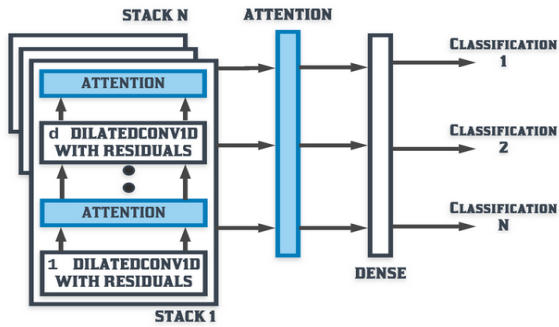 STACK N
ATTENTION
ATTENTION
d DILATEDCONV1D
WITH RESIDUALS
ATTENTION
1 DILATEDCONV1D
WITH RESIDUALS
STACK 1
DENSE
CLASSIFICATION
1
CLASSIFICATION
2
CLASSIFICATION
N